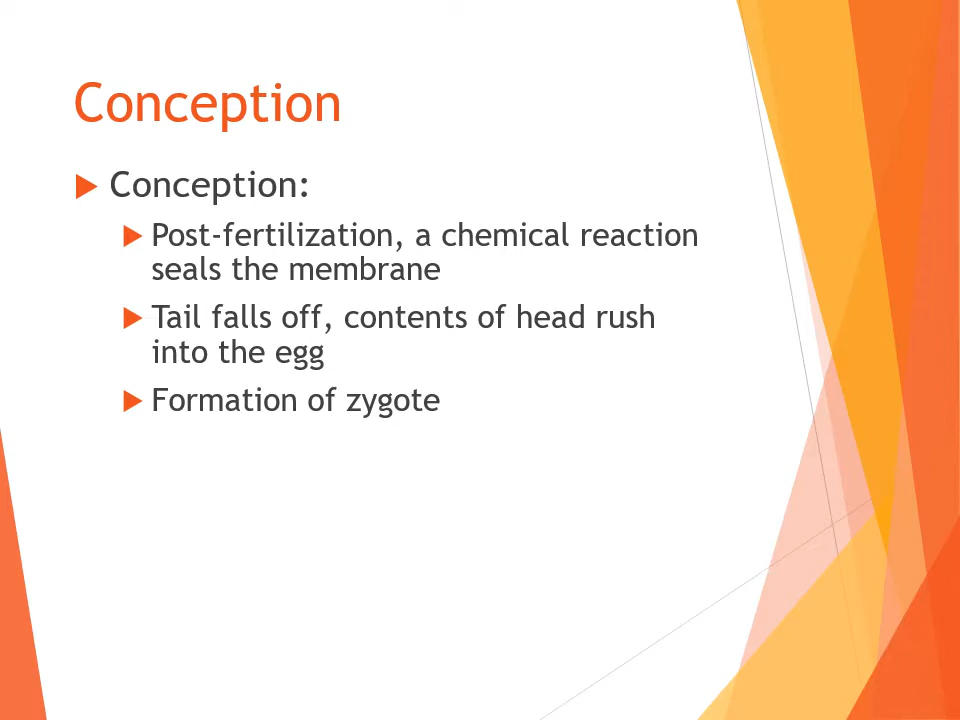 Conception
Conception:
Post-fertilization, a chemical reaction
seals the membrane
Tail falls off, contents of head rush
into the egg
Formation of zygote